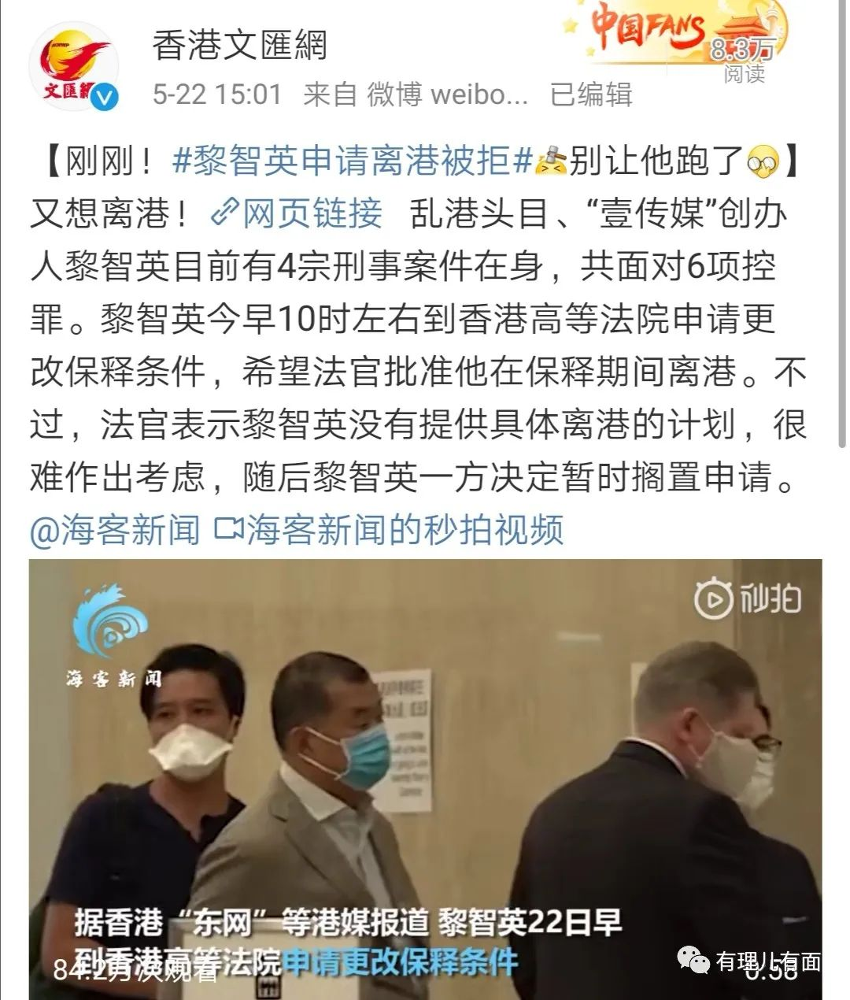 中国FANS
香港文匯網
8.3万
阅读
文匯網
5-22 15:01 来自 微博 weibo... 已编辑
【刚刚！#黎智英申请离港被拒#别让他跑了】
又想离港！网页链接 乱港头目、“壹传媒”创办
人黎智英目前有4宗刑事案件在身，共面对6项控
罪。黎智英今早10时左右到香港高等法院申请更
改保释条件，希望法官批准他在保释期间离港。不
过，法官表示黎智英没有提供具体离港的计划，很
难作出考虑，随后黎智英一方决定暂时搁置申请。
@海客新闻 海客新闻的秒拍视频
秒拍
海客新闻
据香港“东网”等港媒报道 黎智英22日早
到香港高等法院申请更改保释条件
84.2万次观看
有理儿有面
0:58